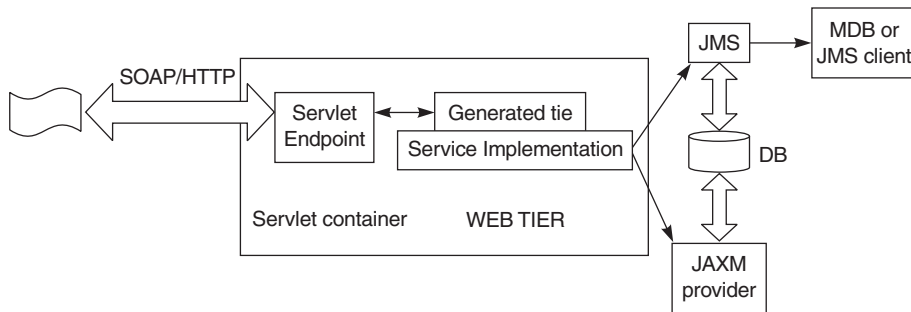 SOAP/HTTP
Servlet
Endpoint
Generated tie
Service Implementation
Servlet container
WEB TIER
JMS
MDB or
JMS client
DB
JAXM
provider